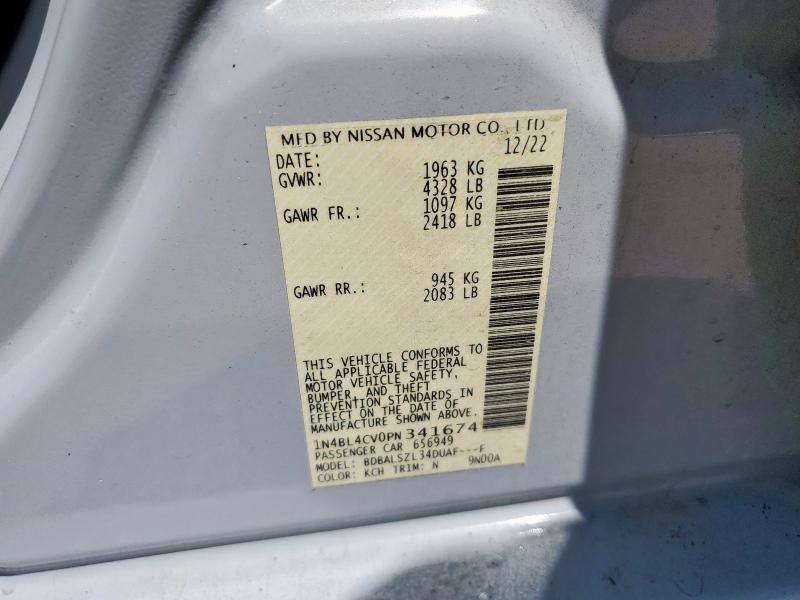 MFD BY NISSAN MOTOR CO., LTD.
DATE: 12/22
GVWR: 1963 KG
4328 LB
GAWR FR.: 1097 KG
2418 LB
GAWR RR.: 945 KG
2083 LB
THIS VEHICLE CONFORMS TO
ALL APPLICABLE FEDERAL
MOTOR VEHICLE SAFETY,
BUMPER, AND THEFT
PREVENTION STANDARDS IN
EFFECT ON THE DATE OF
MANUFACTURE SHOWN ABOVE.
1N4BL4CV0PN341674
PASSENGER CAR 656949
MODEL: BDBALSZL34DUAF---F
COLOR: KCH TRIM: N 9N00A